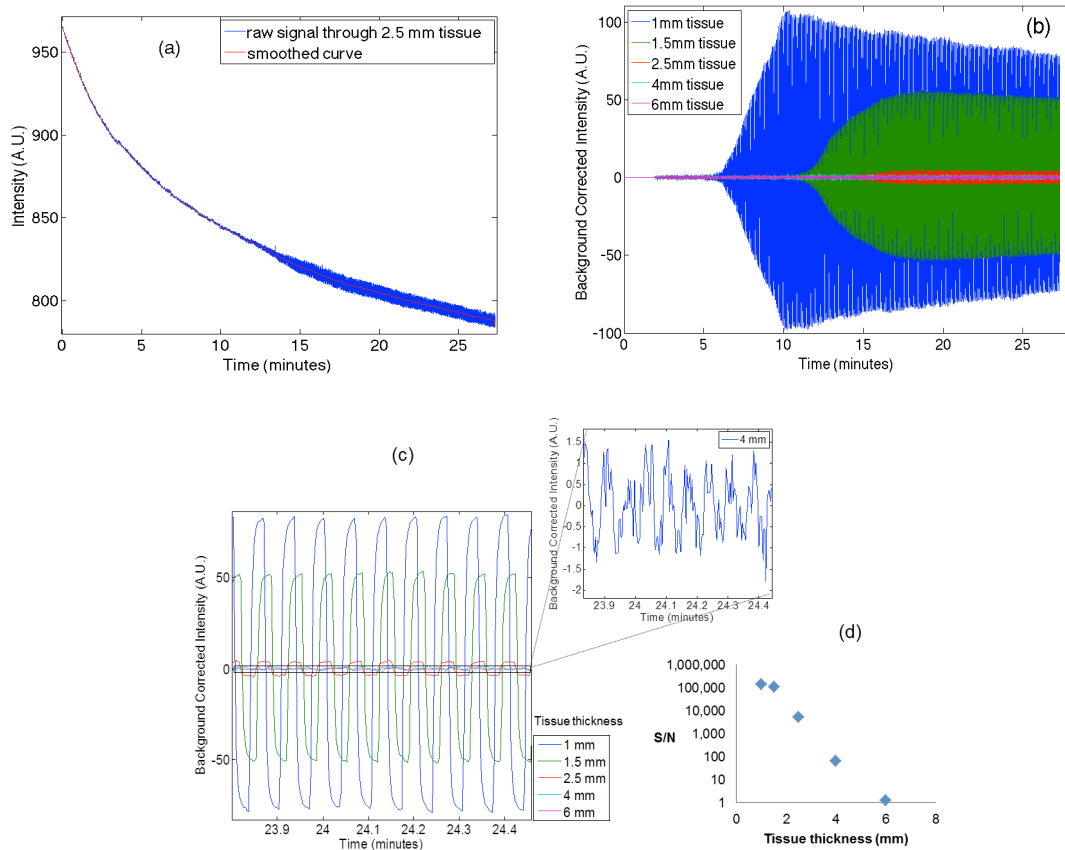 (a)
raw signal through 2.5 mm tissue
smoothed curve
Intensity (A.U.)
950
900
850
800
0 5 10 15 20 25
Time (minutes)
(b)
1mm tissue
1.5mm tissue
2.5mm tissue
4mm tissue
6mm tissue
Background Corrected Intensity (A.U.)
100
50
0
-50
-100
0 5 10 15 20 25
Time (minutes)
(c)
Background Corrected Intensity (A.U.)
50
0
-50
23.9 24 24.1 24.2 24.3 24.4
Time (minutes)
Tissue thickness
1 mm
1.5 mm
2.5 mm
4 mm
6 mm
4 mm
Background Corrected Intensity (A.U.)
1.5
1
0.5
0
-0.5
-1
-1.5
-2
23.9 24 24.1 24.2 24.3 24.4
Time (minutes)
(d)
S/N
1,000,000
100,000
10,000
1,000
100
10
1
0 2 4 6 8
Tissue thickness (mm)